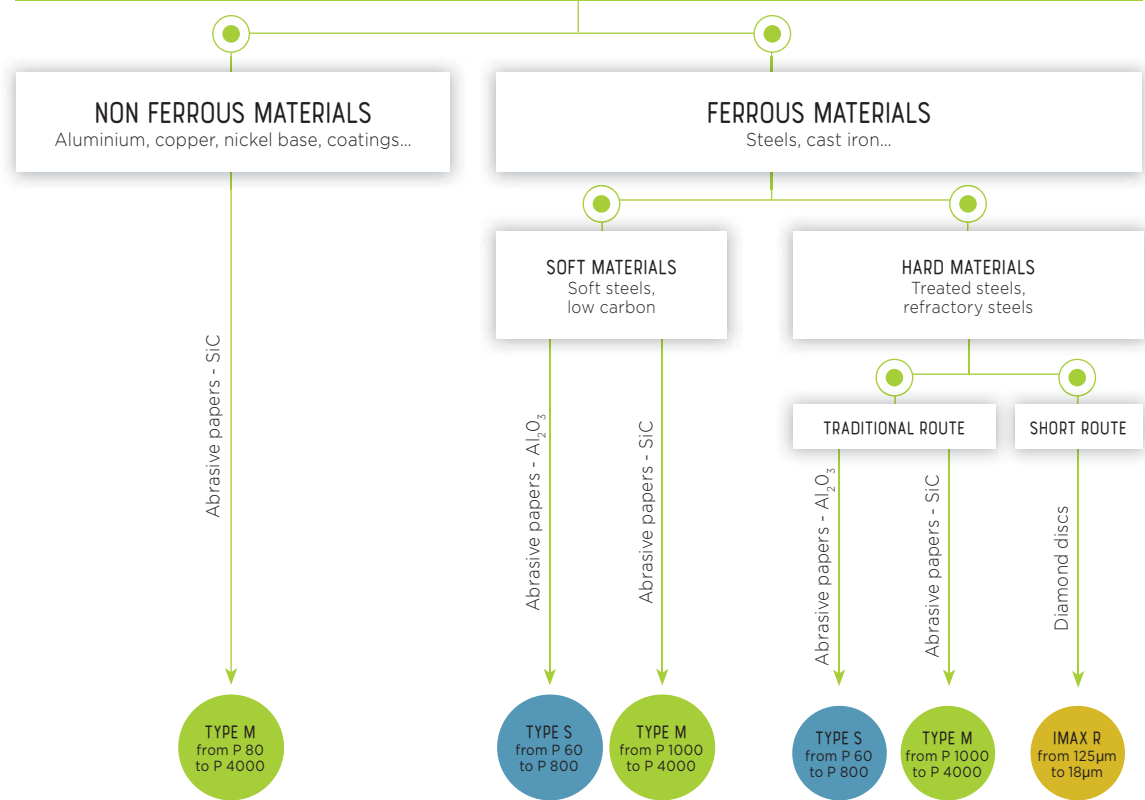 NON FERROUS MATERIALS
Aluminium, copper, nickel base, coatings...
FERROUS MATERIALS
Steels, cast iron...
SOFT MATERIALS
Soft steels,
low carbon
HARD MATERIALS
Treated steels,
refractory steels
TRADITIONAL ROUTE
SHORT ROUTE
Abrasive papers - SiC
Abrasive papers - Al₂O₃
Abrasive papers - SiC
Abrasive papers - Al₂O₃
Abrasive papers - SiC
Diamond discs
TYPE M
from P 80
to P 4000
TYPE S
from P 60
to P 800
TYPE M
from P 1000
to P 4000
TYPE S
from P 60
to P 800
TYPE M
from P 1000
to P 4000
IMAX R
from 125µm
to 18µm